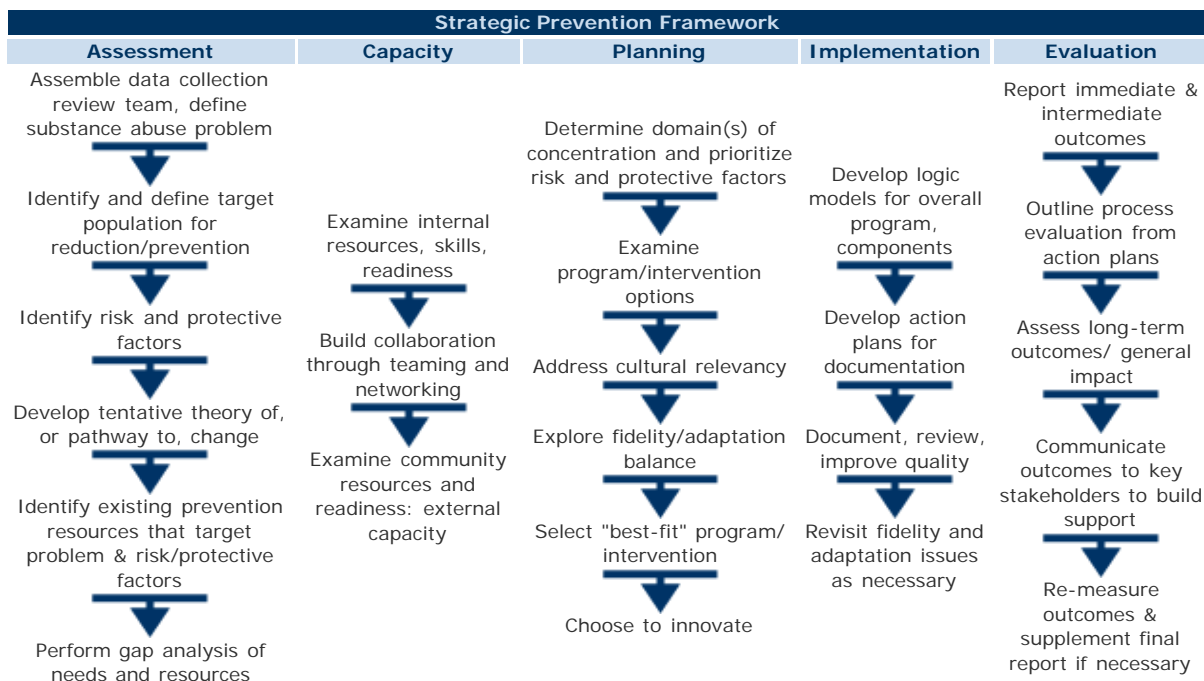 Strategic Prevention Framework
Assessment
Capacity
Planning
Implementation
Evaluation
Assemble data collection
review team, define
substance abuse problem
Identify and define target
population for
reduction/prevention
Identify risk and protective
factors
Develop tentative theory of,
or pathway to, change
Identify existing prevention
resources that target
problem & risk/protective
factors
Perform gap analysis of
needs and resources
Examine internal
resources, skills,
readiness
Build collaboration
through teaming and
networking
Examine community
resources and
readiness: external
capacity
Determine domain(s) of
concentration and prioritize
risk and protective factors
Examine
program/intervention
options
Address cultural relevancy
Explore fidelity/adaptation
balance
Select "best-fit" program/
intervention
Choose to innovate
Develop logic
models for overall
program,
components
Develop action
plans for
documentation
Document, review,
improve quality
Revisit fidelity and
adaptation issues
as necessary
Report immediate &
intermediate
outcomes
Outline process
evaluation from
action plans
Assess long-term
outcomes/ general
impact
Communicate
outcomes to key
stakeholders to build
support
Re-measure
outcomes &
supplement final
report if necessary